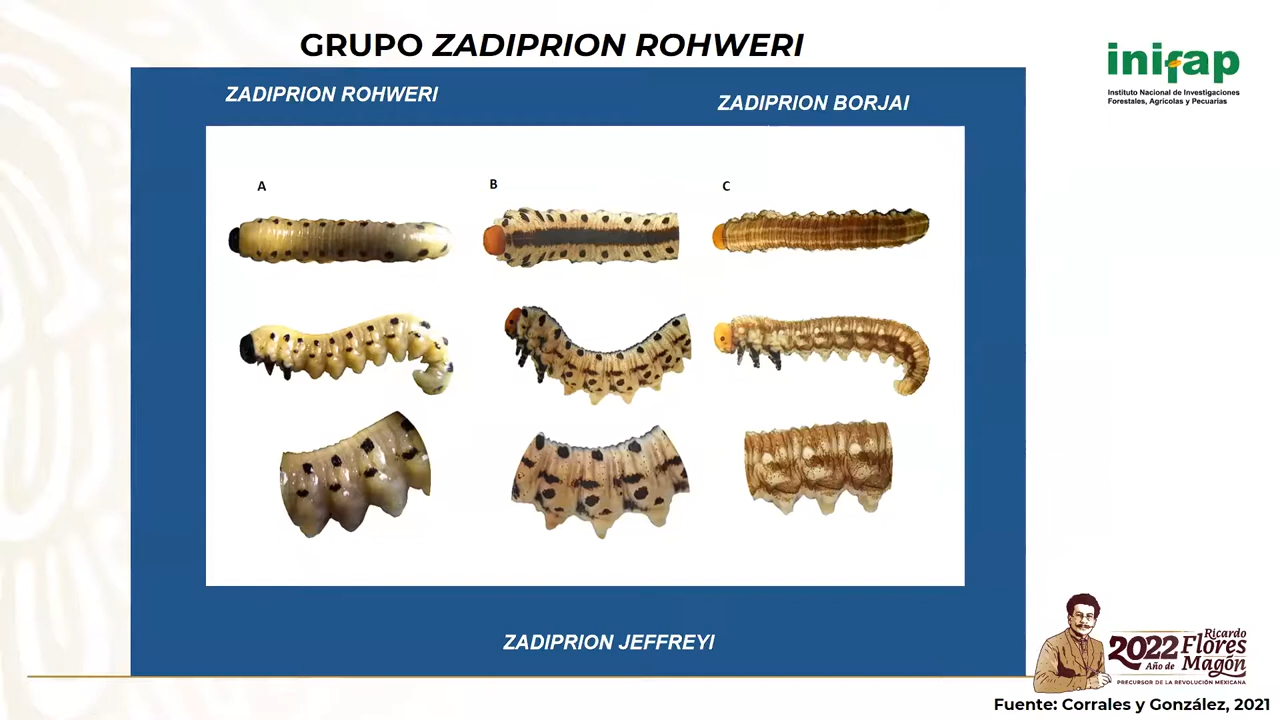 GRUPO ZADIPRION ROHWERI
inifap
Instituto Nacional de Investigaciones
Forestales, Agrícolas y Pecuarias
ZADIPRION ROHWERI
ZADIPRION BORJAI
A
B
C
ZADIPRION JEFFREYI
2022 Ricardo
Año de Flores
Magón
PRECURSOR DE LA REVOLUCIÓN MEXICANA
Fuente: Corrales y González, 2021